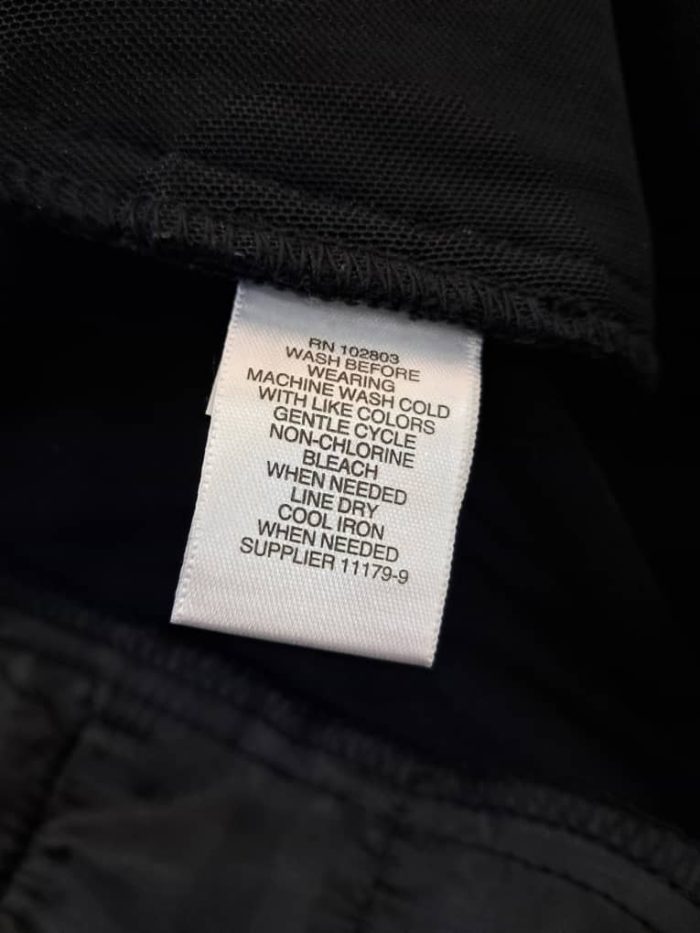 RN 102803
WASH BEFORE
WEARING
MACHINE WASH COLD
WITH LIKE COLORS
GENTLE CYCLE
NON-CHLORINE
BLEACH
WHEN NEEDED
LINE DRY
COOL IRON
WHEN NEEDED
SUPPLIER 11179-9